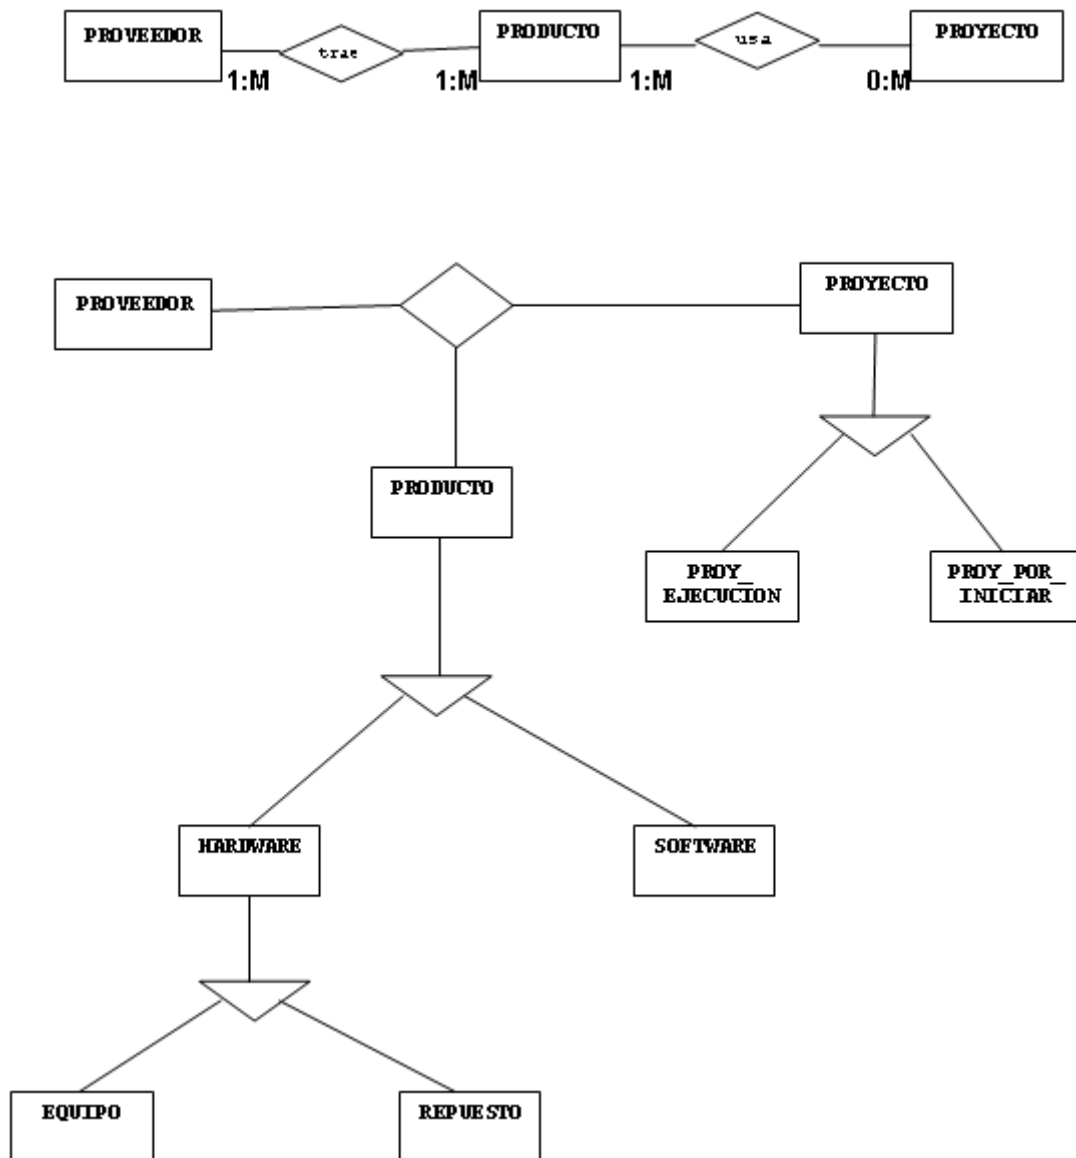 PROVEEDOR
trae
PRODUCTO
usa
PROYECTO
1:M
1:M
1:M
0:M
PROVEEDOR
PROYECTO
PRODUCTO
PROY_
EJECUCION
PROY_POR_
INICIAR
HARDWARE
SOFTWARE
EQUIPO
REPUESTO